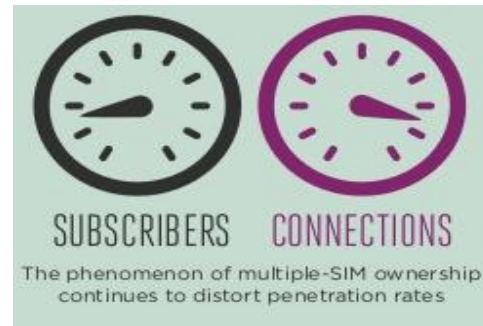 SUBSCRIBERS CONNECTIONS
The phenomenon of multiple-SIM ownership
continues to distort penetration rates